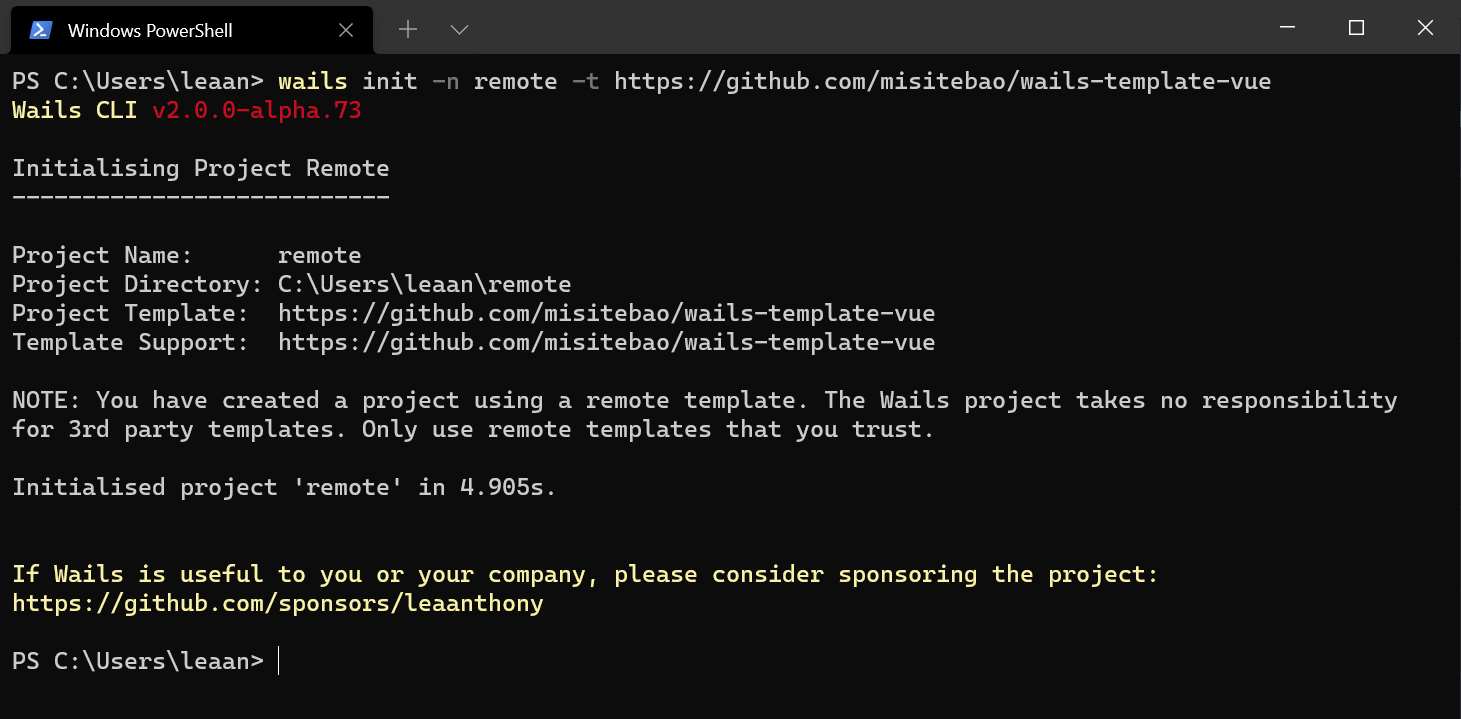 Windows PowerShell
PS C:\Users\leaan> wails init -n remote -t https://github.com/misitebao/wails-template-vue
Wails CLI v2.0.0-alpha.73
Initialising Project Remote
---------------------------
Project Name:      remote
Project Directory: C:\Users\leaan\remote
Project Template:  https://github.com/misitebao/wails-template-vue
Template Support:  https://github.com/misitebao/wails-template-vue
NOTE: You have created a project using a remote template. The Wails project takes no responsibility
for 3rd party templates. Only use remote templates that you trust.
Initialised project 'remote' in 4.905s.
If Wails is useful to you or your company, please consider sponsoring the project:
https://github.com/sponsors/leaanthony
PS C:\Users\leaan>